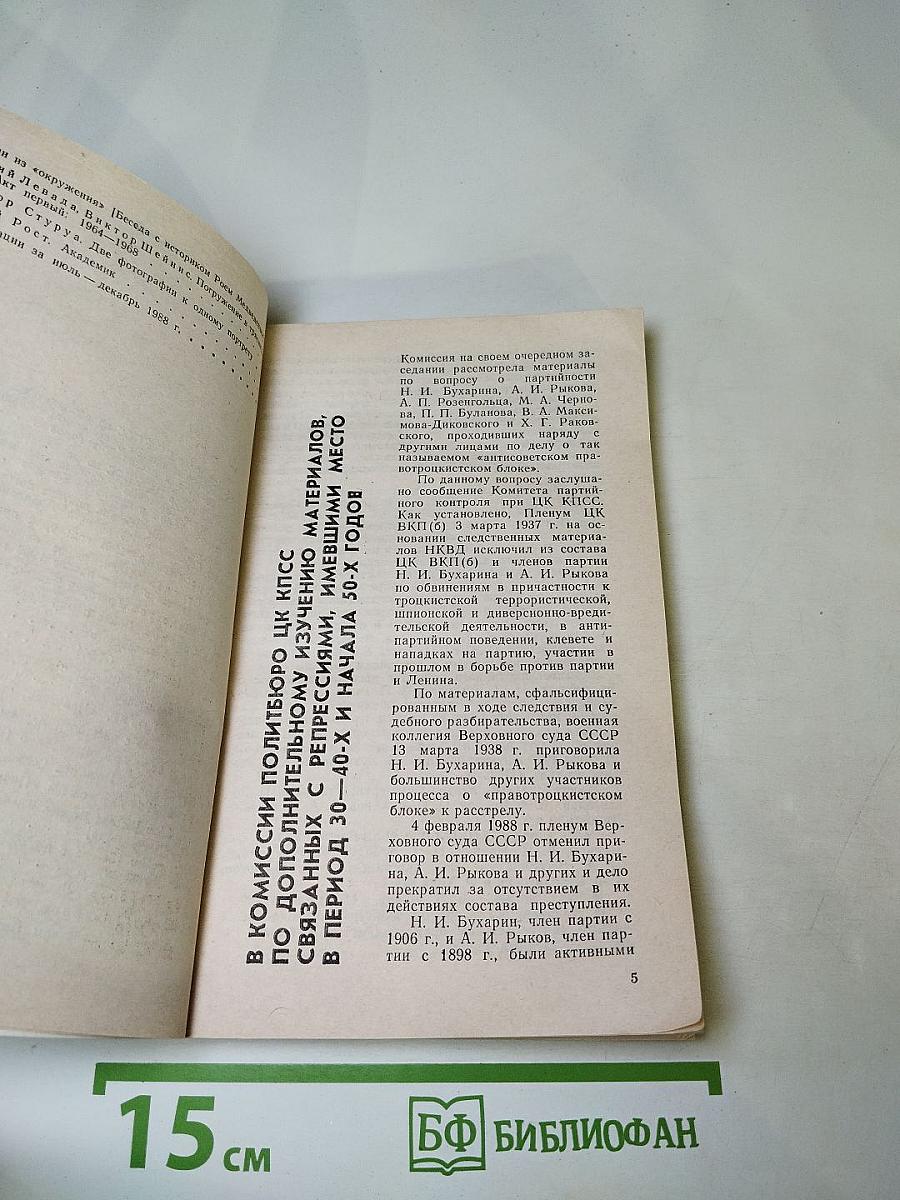 из «окружения» [Беседа с историком Роем
Левада, Виктор Шейнис. Погружение в
Акт первый: 1964—1968
Стуруа. Две фотографии к одному портрету
Рост. Академик
за июль — декабрь 1988 г.
В КОМИССИИ ПОЛИТБЮРО ЦК КПСС
ПО ДОПОЛНИТЕЛЬНОМУ ИЗУЧЕНИЮ МАТЕРИАЛОВ,
СВЯЗАННЫХ С РЕПРЕССИЯМИ, ИМЕВШИМИ МЕСТО
В ПЕРИОД 30—40-Х И НАЧАЛА 50-Х ГОДОВ
Комиссия на своем очередном за-
седании рассмотрела материалы
по вопросу о партийности
Н. И. Бухарина, А. И. Рыкова,
А. П. Розенгольца, М. А. Черно-
ва, П. П. Буланова, В. А. Макси-
мова-Диковского и Х. Г. Раков-
ского, проходивших наряду с
другими лицами по делу о так
называемом «антисоветском пра-
вотроцкистском блоке».
По данному вопросу заслуша-
но сообщение Комитета партий-
ного контроля при ЦК КПСС.
Как установлено, Пленум ЦК
ВКП(б) 3 марта 1937 г. на ос-
новании следственных материа-
лов НКВД исключил из состава
ЦК ВКП(б) и членов партии
Н. И. Бухарина и А. И. Рыкова
по обвинениям в причастности к
троцкистской террористической,
шпионской и диверсионно-вреди-
тельской деятельности, в анти-
партийном поведении, клевете и
нападках на партию, участии в
прошлом в борьбе против партии
и Ленина.
По материалам, сфальсифици-
рованным в ходе следствия и су-
дебного разбирательства, военная
коллегия Верховного суда СССР
13 марта 1938 г. приговорила
Н. И. Бухарина, А. И. Рыкова и
большинство других участников
процесса о «правотроцкистском
блоке» к расстрелу.
4 февраля 1988 г. пленум Вер-
ховного суда СССР отменил при-
говор в отношении Н. И. Бухари-
на, А. И. Рыкова и других и дело
прекратил за отсутствием в их
действиях состава преступления.
Н. И. Бухарин, член партии с
1906 г., и А. И. Рыков, член пар-
тии с 1898 г., были активными
5
15 см
БФ БИБЛИОФАН